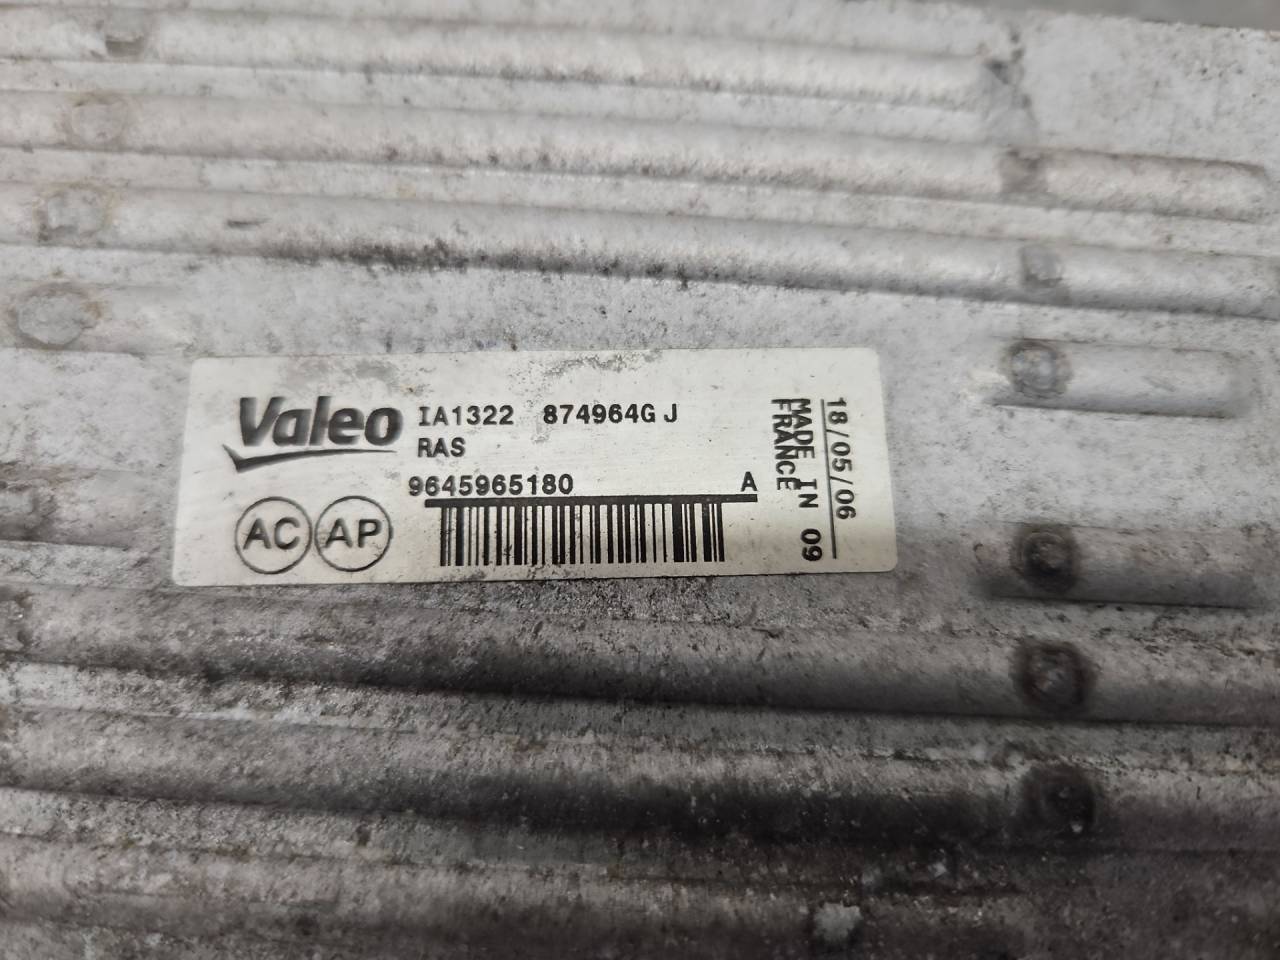 Valeo IA1322 874964G J
RAS
9645965180 A
AC AP
MADE IN 09
FRANCE
18/05/06